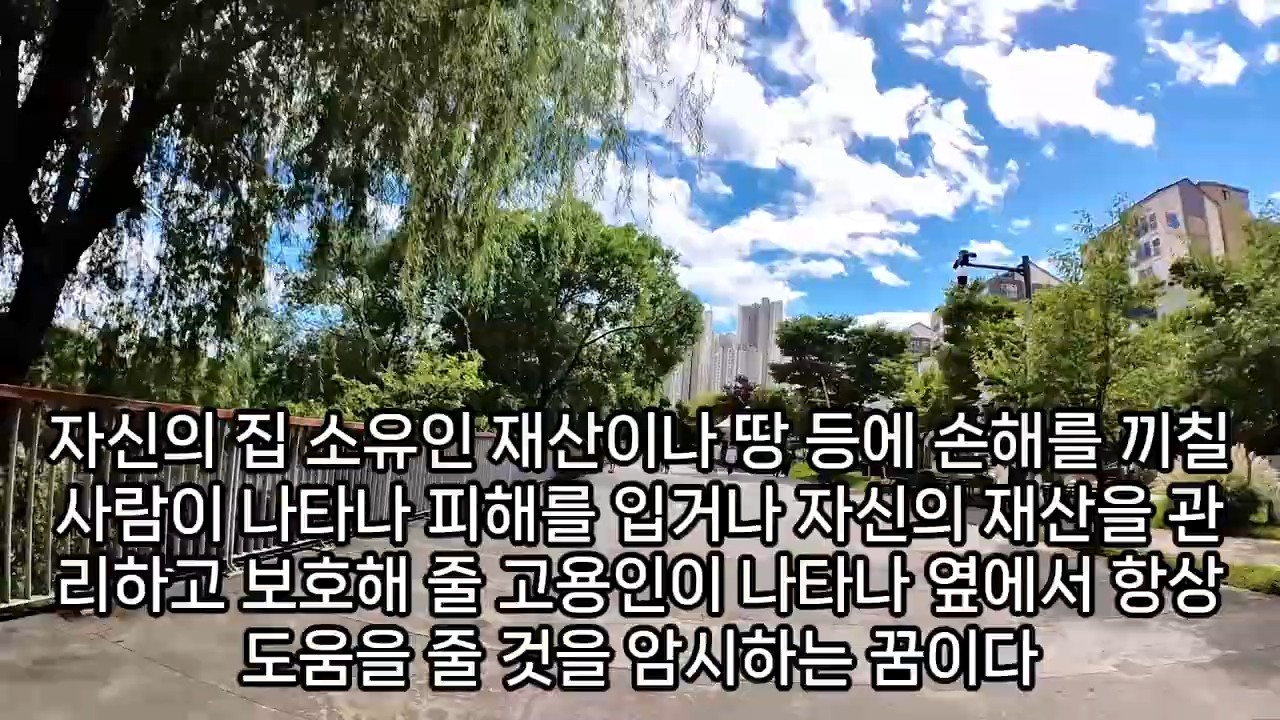 자신의 집 소유인 재산이나 땅 등에 손해를 끼칠
사람이 나타나 피해를 입거나 자신의 재산을 관
리하고 보호해 줄 고용인이 나타나 옆에서 항상
도움을 줄 것을 암시하는 꿈이다